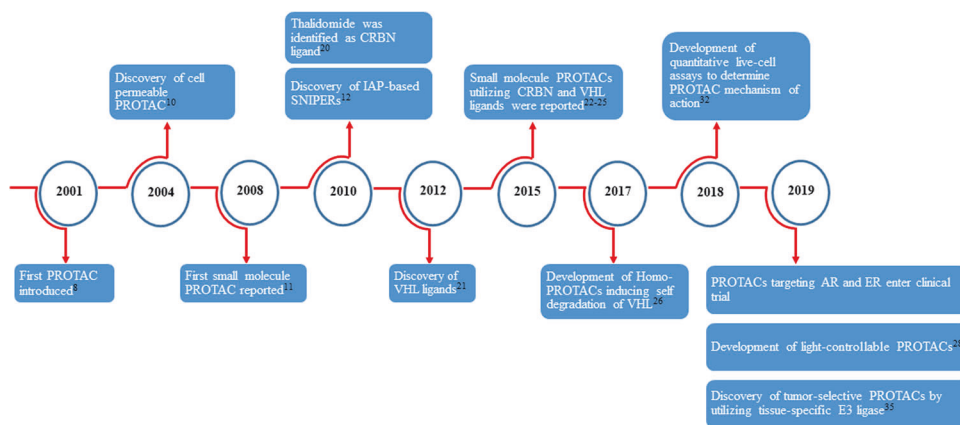 Thalidomide was
identified as CRBN
ligand20
Development of
quantitative live-cell
assays to determine
PROTAC mechanism of
action32
Discovery of cell
permeable
PROTAC10
Discovery of IAP-based
SNIPERs12
Small molecule PROTACs
utilizing CRBN and VHL
ligands were reported22-25
2001
2004
2008
2010
2012
2015
2017
2018
2019
First PROTAC
introduced8
First small molecule
PROTAC reported11
Discovery of
VHL ligands21
Development of Homo-
PROTACs inducing self
degradation of VHL26
PROTACs targeting AR and ER enter clinical
trial
Development of light-controllable PROTACs28
Discovery of tumor-selective PROTACs by
utilizing tissue-specific E3 ligase35